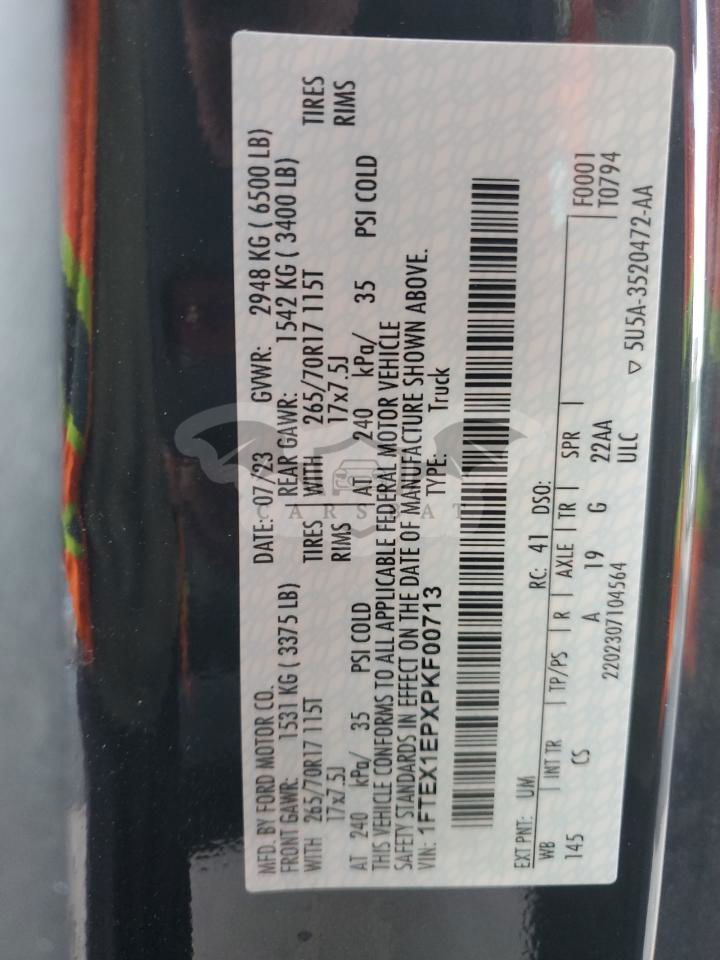 MFD. BY FORD MOTOR CO. DATE: 07/23 GVWR: 2948 KG ( 6500 LB)
FRONT GAWR: 1531 KG ( 3375 LB) REAR GAWR: 1542 KG ( 3400 LB)
WITH 265/70R17 115T TIRES WITH 265/70R17 115T TIRES
17x7.5J RIMS 17x7.5J RIMS
AT 240 kPa/ 35 PSI COLD AT 240 kPa/ 35 PSI COLD
THIS VEHICLE CONFORMS TO ALL APPLICABLE FEDERAL MOTOR VEHICLE
SAFETY STANDARDS IN EFFECT ON THE DATE OF MANUFACTURE SHOWN ABOVE.
VIN: 1FTEX1EPXPKF00713 TYPE: Truck
EXT PNT: UM RC: 41 DSO: F0001
WB INT TR TP/PS R AXLE TR SPR T0794
145 CS A 19 G 22AA
2202307104564 ULC ▽ 5U5A-3520472-AA
CARSBAT